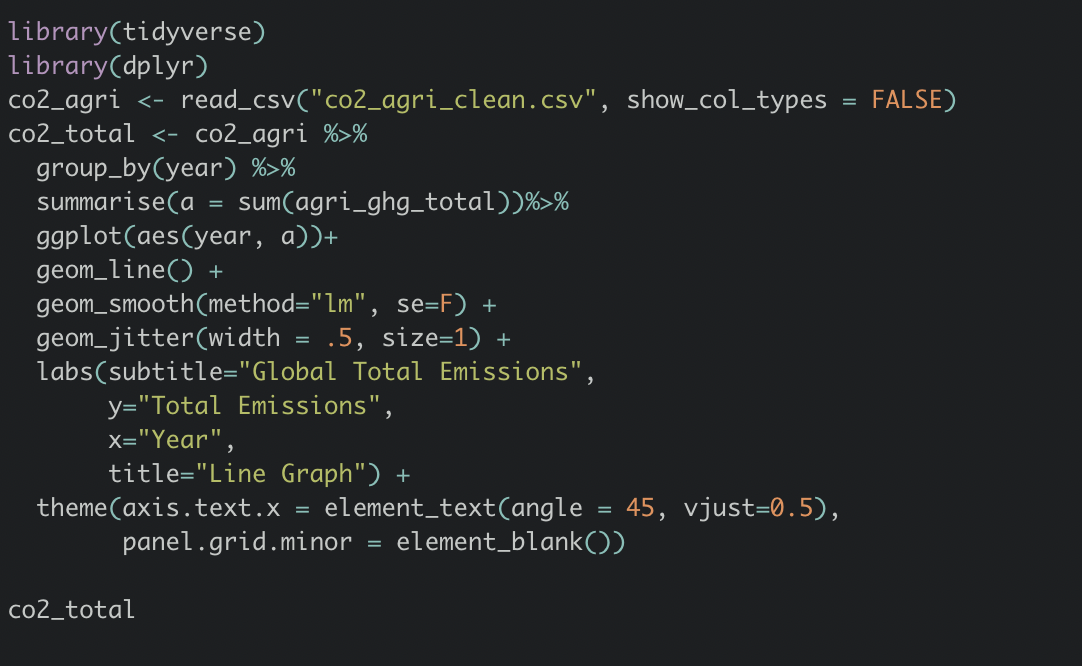 library(tidyverse)
library(dplyr)
co2_agri <- read_csv("co2_agri_clean.csv", show_col_types = FALSE)
co2_total <- co2_agri %>%
  group_by(year) %>%
  summarise(a = sum(agri_ghg_total))%>%
  ggplot(aes(year, a))+
  geom_line() +
  geom_smooth(method="lm", se=F) +
  geom_jitter(width = .5, size=1) +
  labs(subtitle="Global Total Emissions",
       y="Total Emissions",
       x="Year",
       title="Line Graph") +
  theme(axis.text.x = element_text(angle = 45, vjust=0.5),
        panel.grid.minor = element_blank())
co2_total